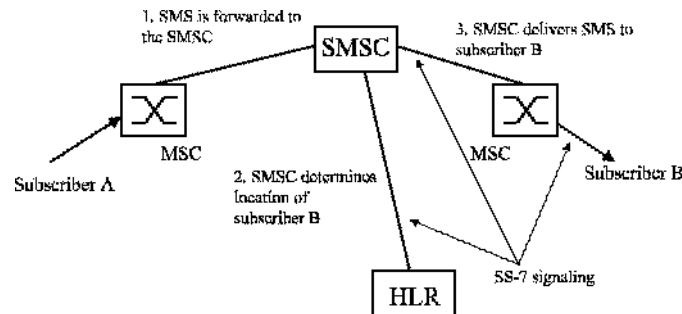 1, SMS is forwarded to
the SMSC
SMSC
3, SMSC delivers SMS to
subscriber B
MSC
MSC
Subscriber A
Subscriber B
2, SMSC determines
location of
subscriber B
SS-7 signaling
HLR